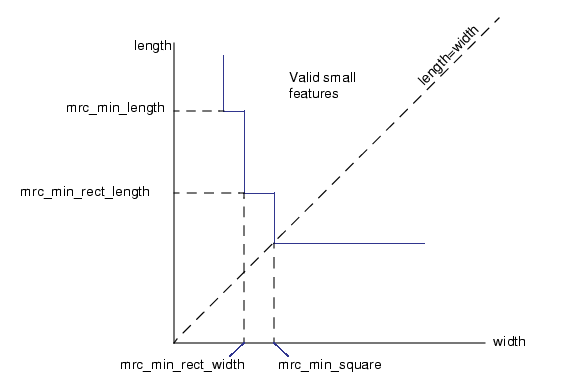 length
length=width
Valid small
features
mrc_min_length
mrc_min_rect_length
width
mrc_min_rect_width
mrc_min_square